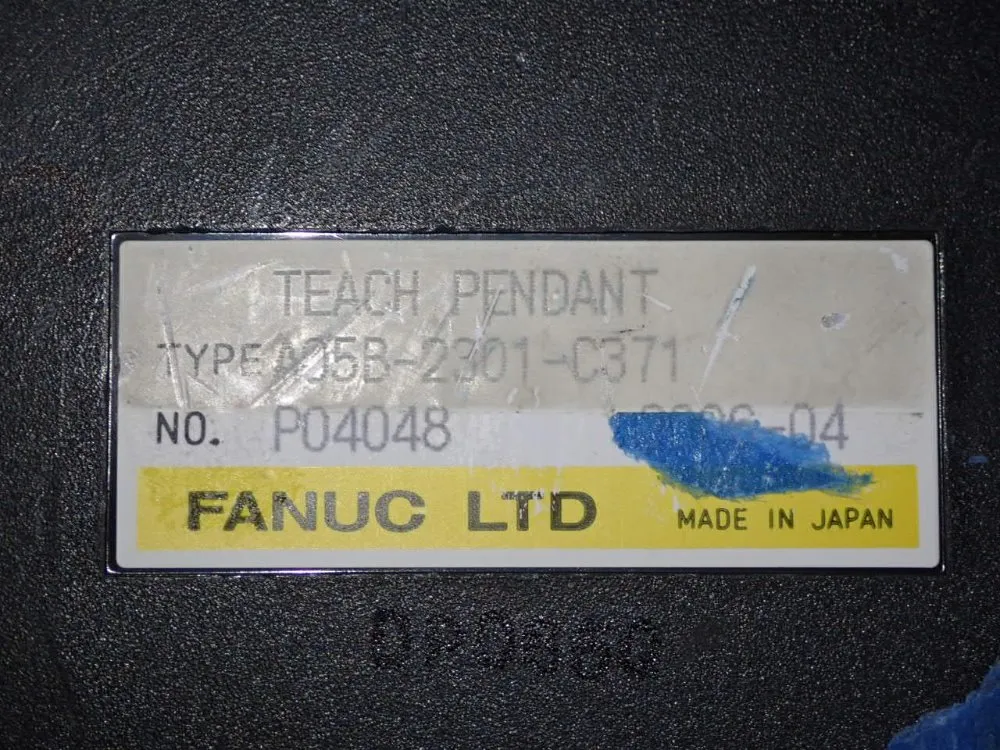 TEACH PENDANT
TYPE A05B-2301-C371
NO. P04048
FANUC LTD
MADE IN JAPAN